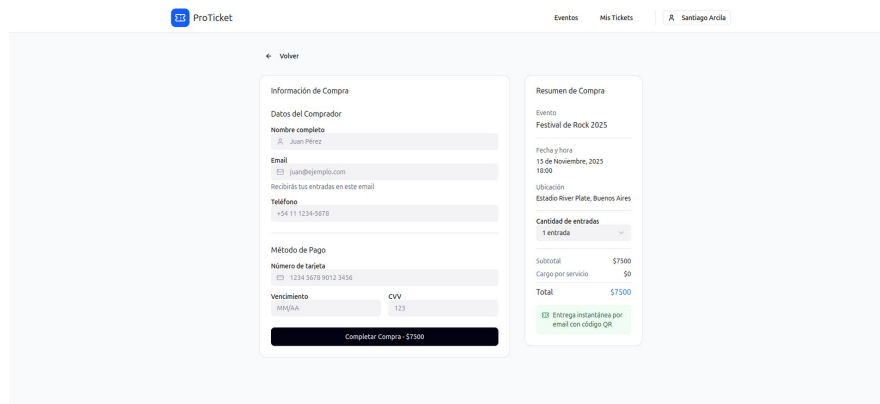 ProTicket
Eventos
Mis Tickets
Santiago Arcila
← Volver
Información de Compra
Datos del Comprador
Nombre completo
Juan Pérez
Email
juan@ejemplo.com
Recibirás tus entradas en este email
Teléfono
+54 11 1234-5678
Método de Pago
Número de tarjeta
1234 5678 9012 3456
Vencimiento
CVV
MM/AA
123
Completar Compra - $7500
Resumen de Compra
Evento
Festival de Rock 2025
Fecha y hora
15 de Noviembre, 2025
18:00
Ubicación
Estadio River Plate, Buenos Aires
Cantidad de entradas
1 entrada
Subtotal $7500
Cargo por servicio $0
Total $7500
Entrega instantánea por
email con código QR